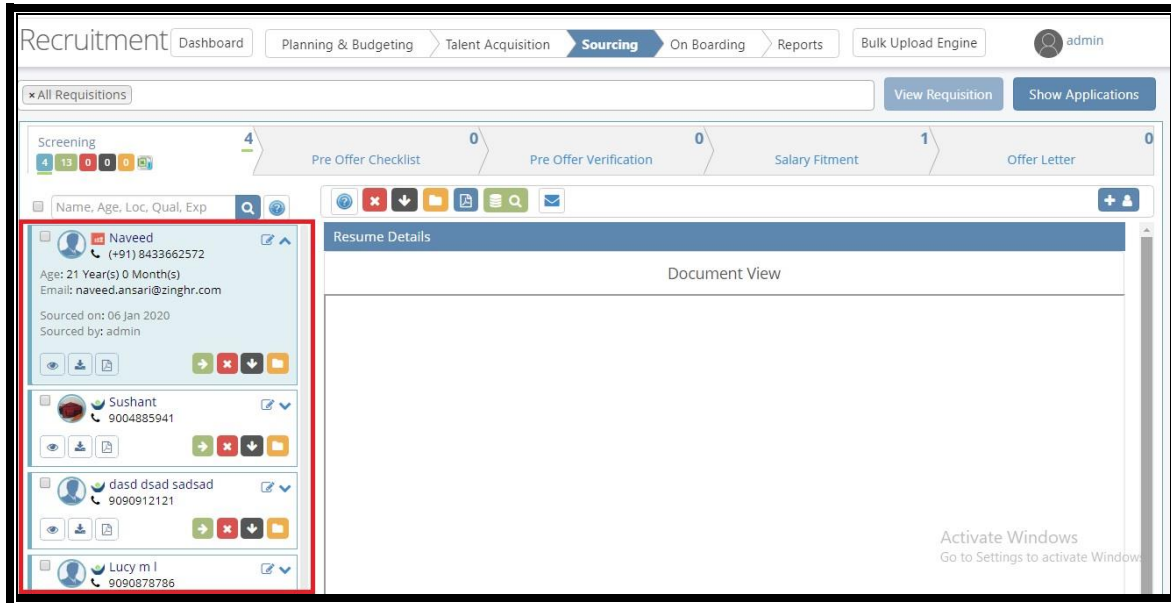 Recruitment Dashboard Planning & Budgeting Talent Acquisition Sourcing On Boarding Reports Bulk Upload Engine admin
×All Requisitions View Requisition Show Applications
Screening 4 0 0 1 0
4 13 0 0 0 Pre Offer Checklist Pre Offer Verification Salary Fitment Offer Letter
Name, Age, Loc, Qual, Exp
Naveed
(+91) 8433662572
Age: 21 Year(s) 0 Month(s)
Email: naveed.ansari@zinghr.com
Sourced on: 06 Jan 2020
Sourced by: admin
Sushant
9004885941
dasd dsad sadsad
9090912121
Lucy m l
9090878786
Resume Details
Document View
Activate Windows
Go to Settings to activate Windows